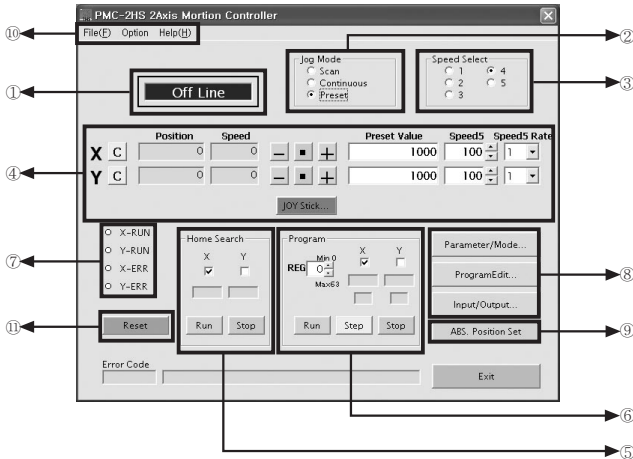 PMC-2HS 2Axis Mortion Controller
⑩ File(F) Option Help(H)
②
Jog Mode
Scan
Continuous
Preset
Speed Select
1 4
2 5
3
③
① Off Line
Position Speed Preset Value Speed5 Speed5 Rate
X C 0 0 − ■ + 1000 100 1
④
Y C 0 0 − ■ + 1000 100 1
JOY Stick...
⑦
X-RUN
Y-RUN
X-ERR
Y-ERR
Home Search
X Y
Run Stop
Program
X Y
Min 0
REG 0
Max63
Run Step Stop
Parameter/Mode...
ProgramEdit...
Input/Output...
⑧
ABS. Position Set ⑨
⑪ Reset
Error Code
Exit
⑥
⑤